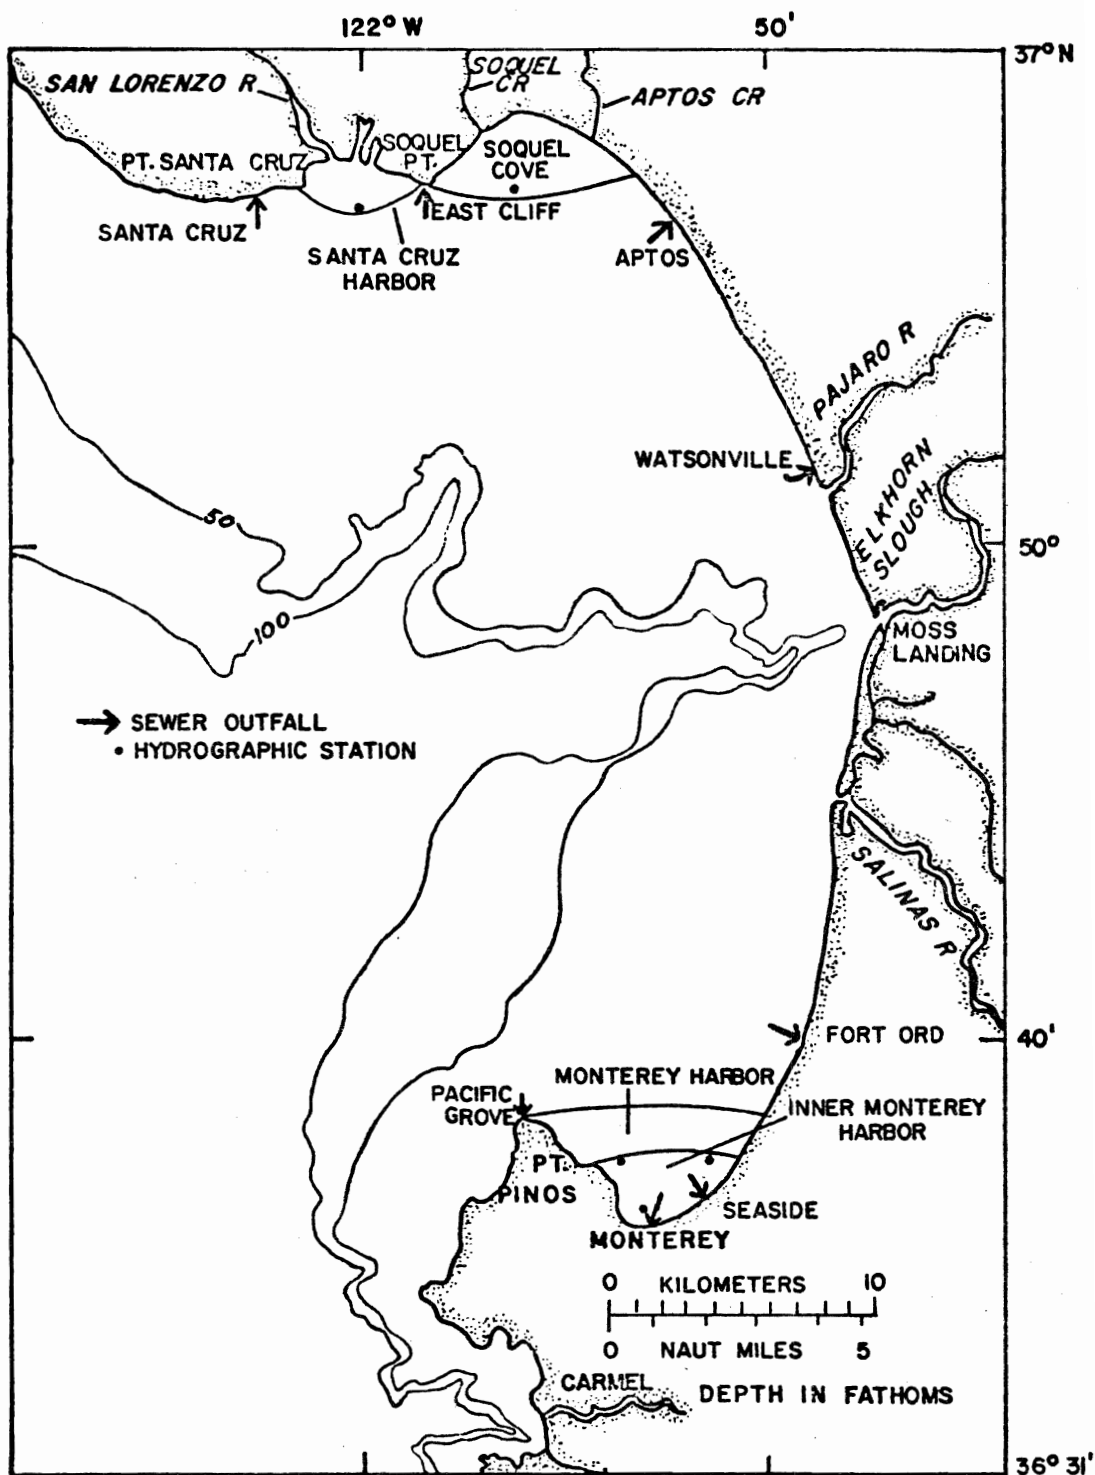 122° W
50'
37° N
SAN LORENZO R
SOQUEL
CR
APTOS CR
SOQUEL
PT.
SOQUEL
COVE
PT. SANTA CRUZ
EAST CLIFF
SANTA CRUZ
SANTA CRUZ
HARBOR
APTOS
PAJARO R
WATSONVILLE
ELKHORN
SLOUGH
50
50°
100
MOSS
LANDING
SEWER OUTFALL
HYDROGRAPHIC STATION
SALINAS R
FORT ORD
40'
MONTEREY HARBOR
PACIFIC
GROVE
INNER MONTEREY
HARBOR
PT.
PINOS
SEASIDE
MONTEREY
0 KILOMETERS 10
0 NAUT MILES 5
CARMEL
DEPTH IN FATHOMS
36° 31'